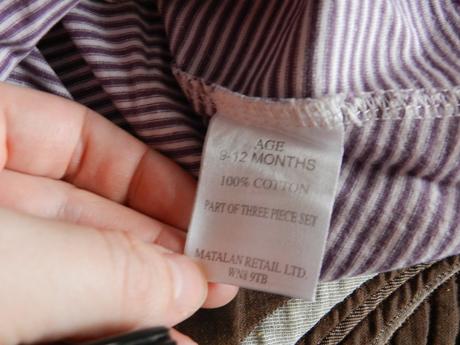 AGE
9-12 MONTHS
100% COTTON
PART OF THREE PIECE SET
MATALAN RETAIL LTD.
WN8 9TB